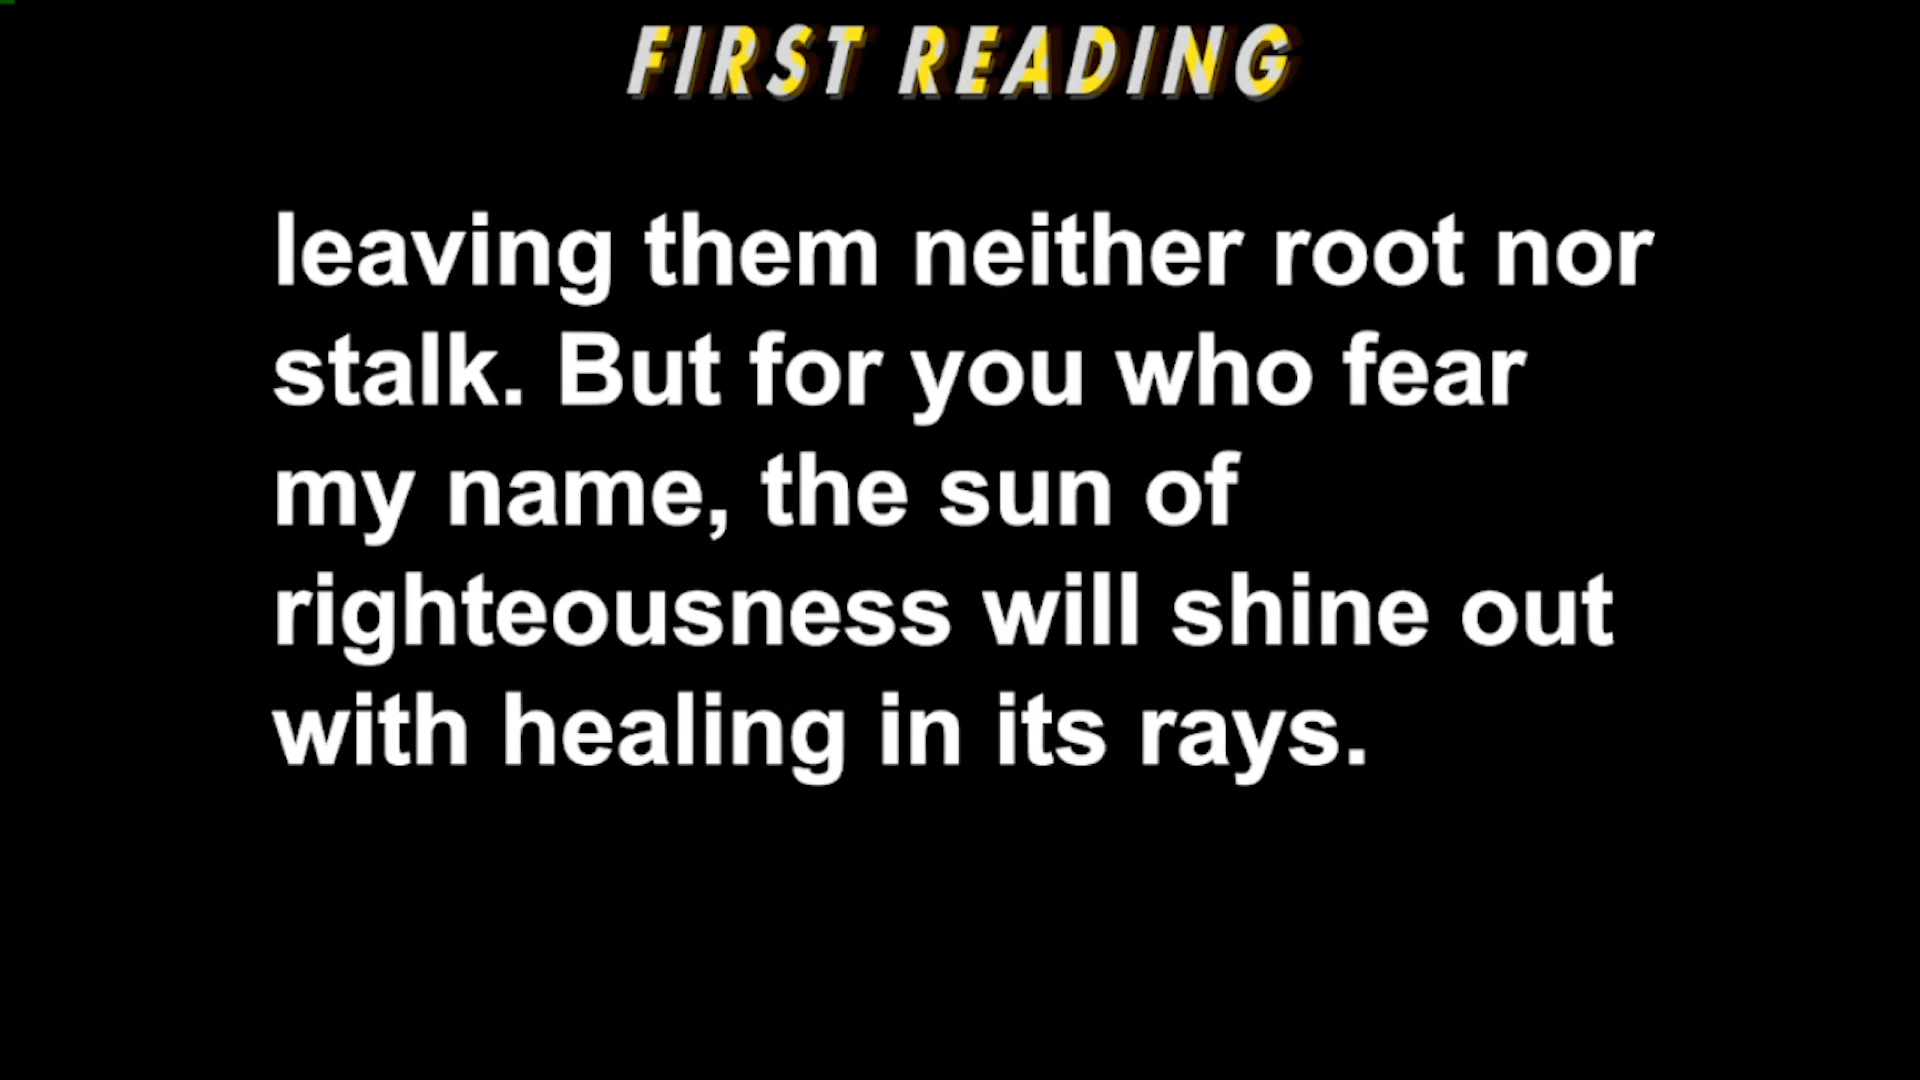 FIRST READING
leaving them neither root nor
stalk. But for you who fear
my name, the sun of
righteousness will shine out
with healing in its rays.